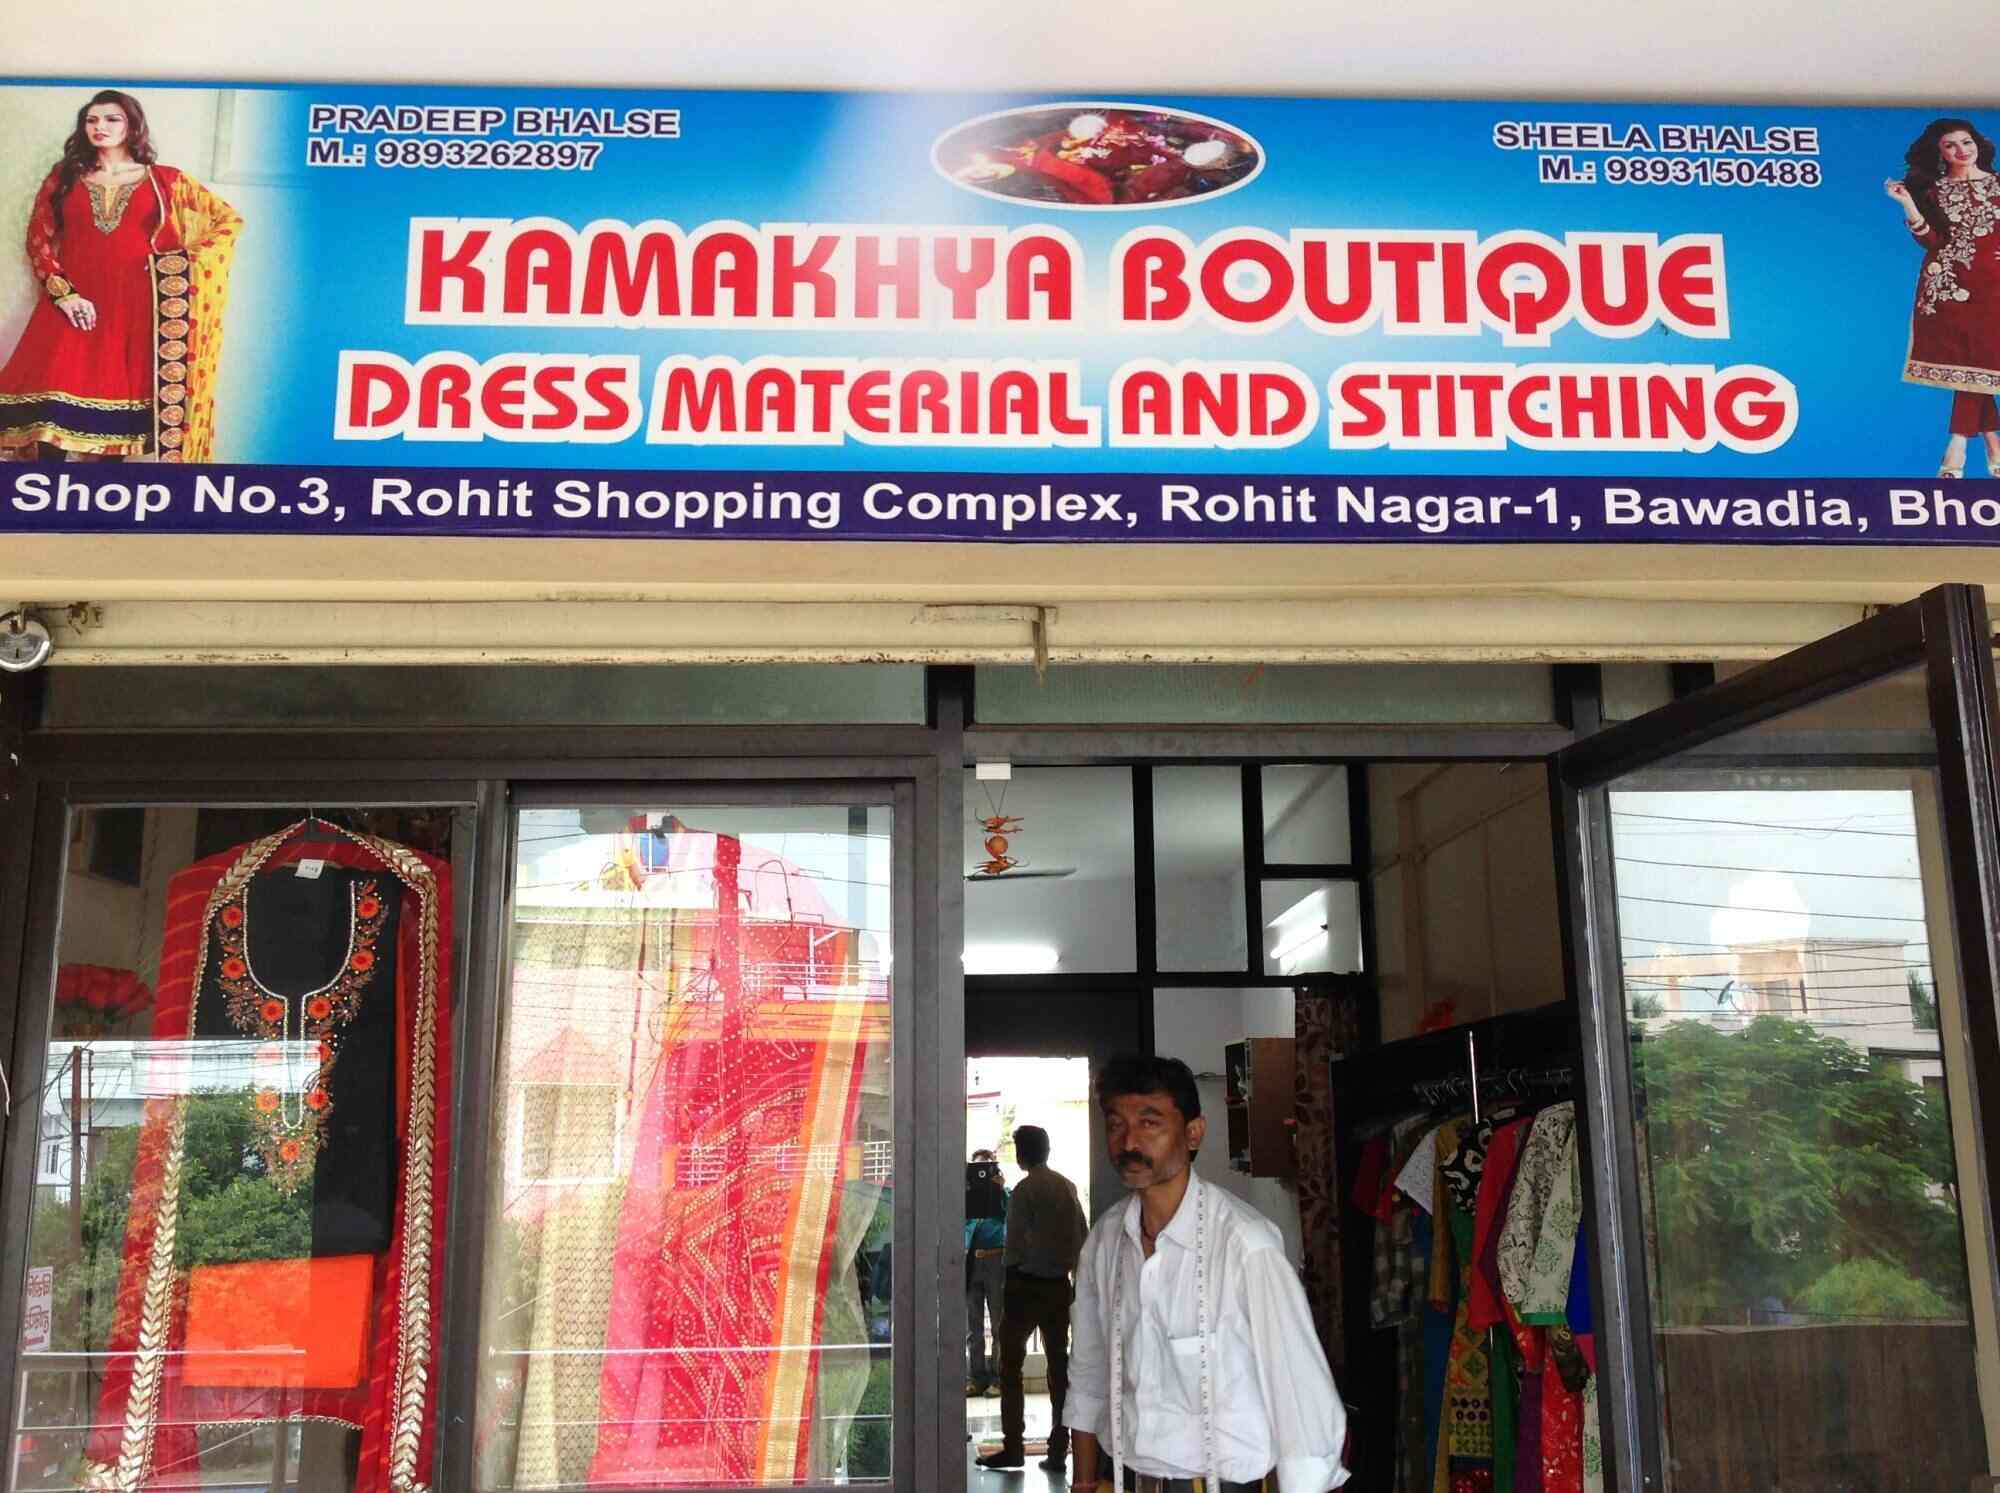 PRADEEP BHALSE
M.: 9893262897
SHEELA BHALSE
M.: 9893150488
KAMAKHYA BOUTIQUE
DRESS MATERIAL AND STITCHING
Shop No.3, Rohit Shopping Complex, Rohit Nagar-1, Bawadia, Bho